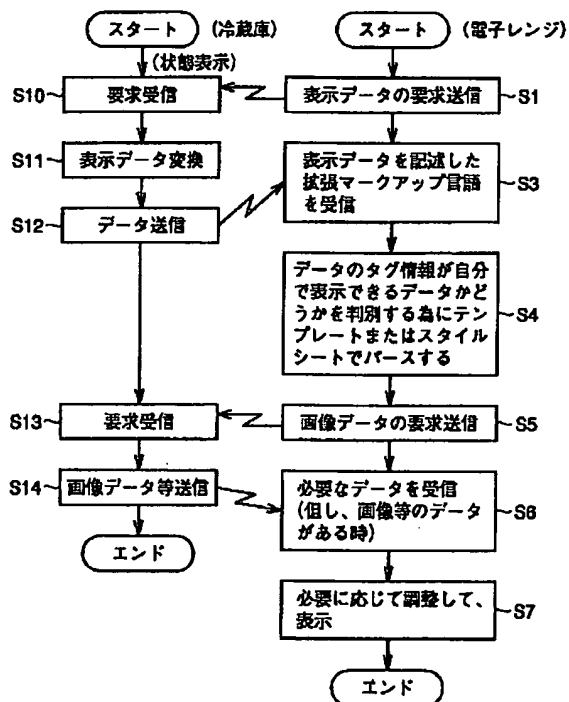 スタート (冷蔵庫) スタート (電子レンジ)
(状態表示)
S10 要求受信 表示データの要求送信 S1
S11 表示データ変換
表示データを記述した
拡張マークアップ言語
を受信
S3
S12 データ送信
データのタグ情報が自分
で表示できるデータかど
うかを判別する為にテン
プレートまたはスタイル
シートでパースする
S4
S13 要求受信 画像データの要求送信 S5
S14 画像データ等送信
必要なデータを受信
(但し、画像等のデータ
がある時)
S6
エンド
必要に応じて調整して、
表示
S7
エンド